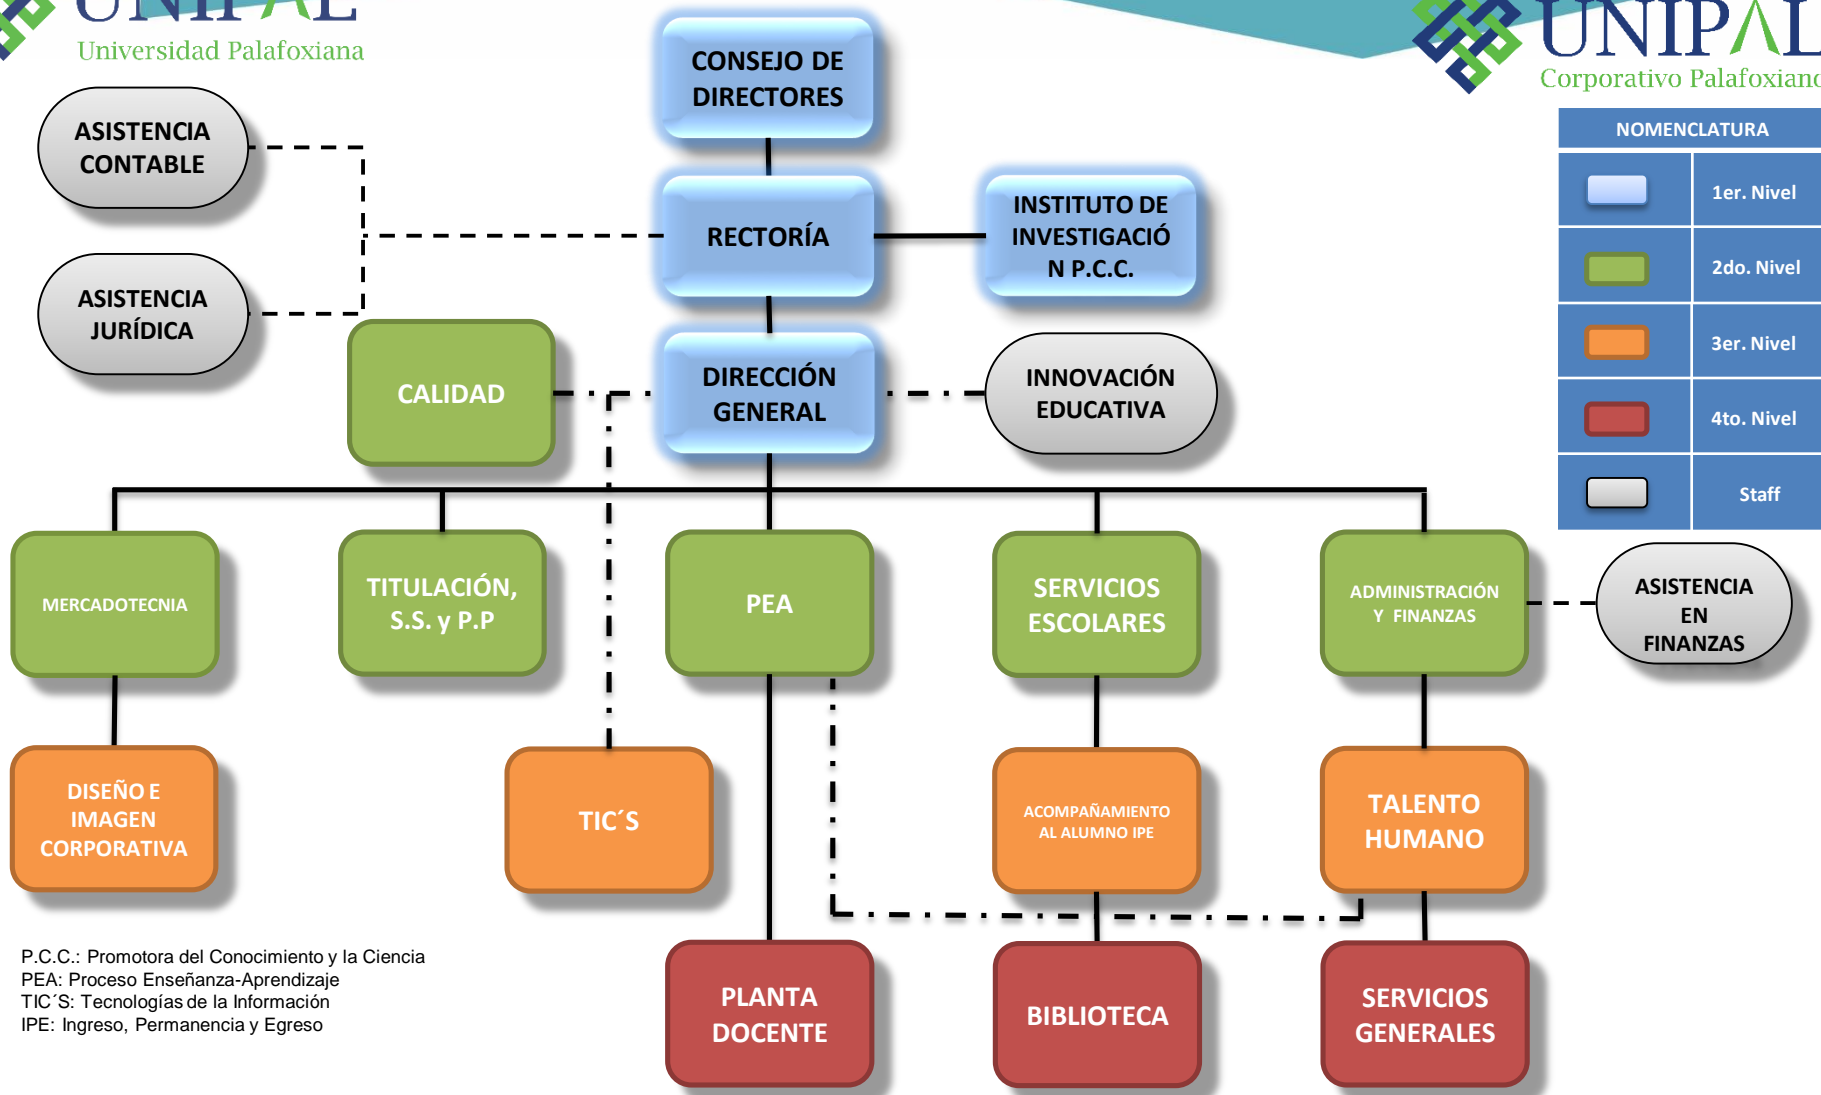 UNIPAL
Universidad Palafoxiana
UNIPAL
Corporativo Palafoxiano
CONSEJO DE
DIRECTORES
ASISTENCIA
CONTABLE
NOMENCLATURA
1er. Nivel
2do. Nivel
3er. Nivel
4to. Nivel
Staff
RECTORÍA
INSTITUTO DE
INVESTIGACIÓ
N P.C.C.
ASISTENCIA
JURÍDICA
CALIDAD
DIRECCIÓN
GENERAL
INNOVACIÓN
EDUCATIVA
MERCADOTECNIA
TITULACIÓN,
S.S. y P.P
PEA
SERVICIOS
ESCOLARES
ADMINISTRACIÓN
Y FINANZAS
ASISTENCIA
EN
FINANZAS
DISEÑO E
IMAGEN
CORPORATIVA
TIC´S
ACOMPAÑAMIENTO
AL ALUMNO IPE
TALENTO
HUMANO
P.C.C.: Promotora del Conocimiento y la Ciencia
PEA: Proceso Enseñanza-Aprendizaje
TIC´S: Tecnologías de la Información
IPE: Ingreso, Permanencia y Egreso
PLANTA
DOCENTE
BIBLIOTECA
SERVICIOS
GENERALES